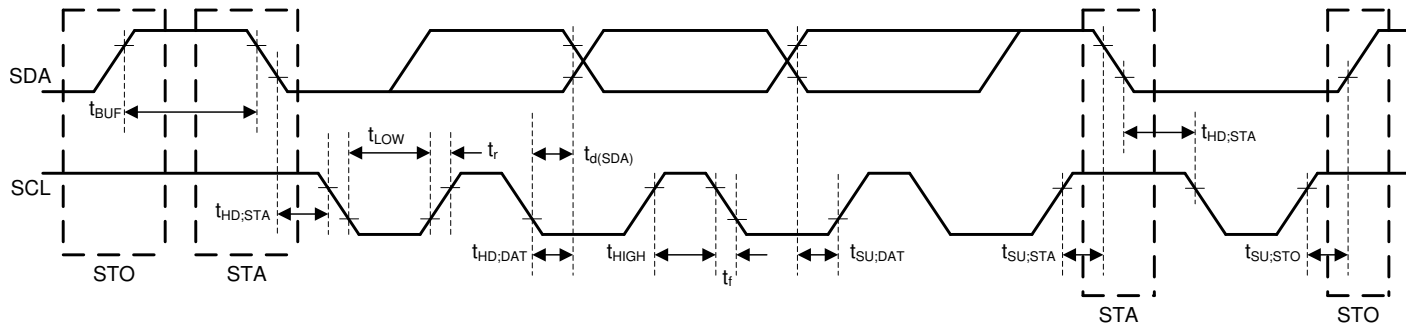 SDA
t_BUF
t_LOW
t_r
t_d(SDA)
t_HD;STA
SCL
t_HD;STA
t_HD;DAT
t_HIGH
t_f
t_SU;DAT
t_SU;STA
t_SU;STO
STO
STA
STA
STO